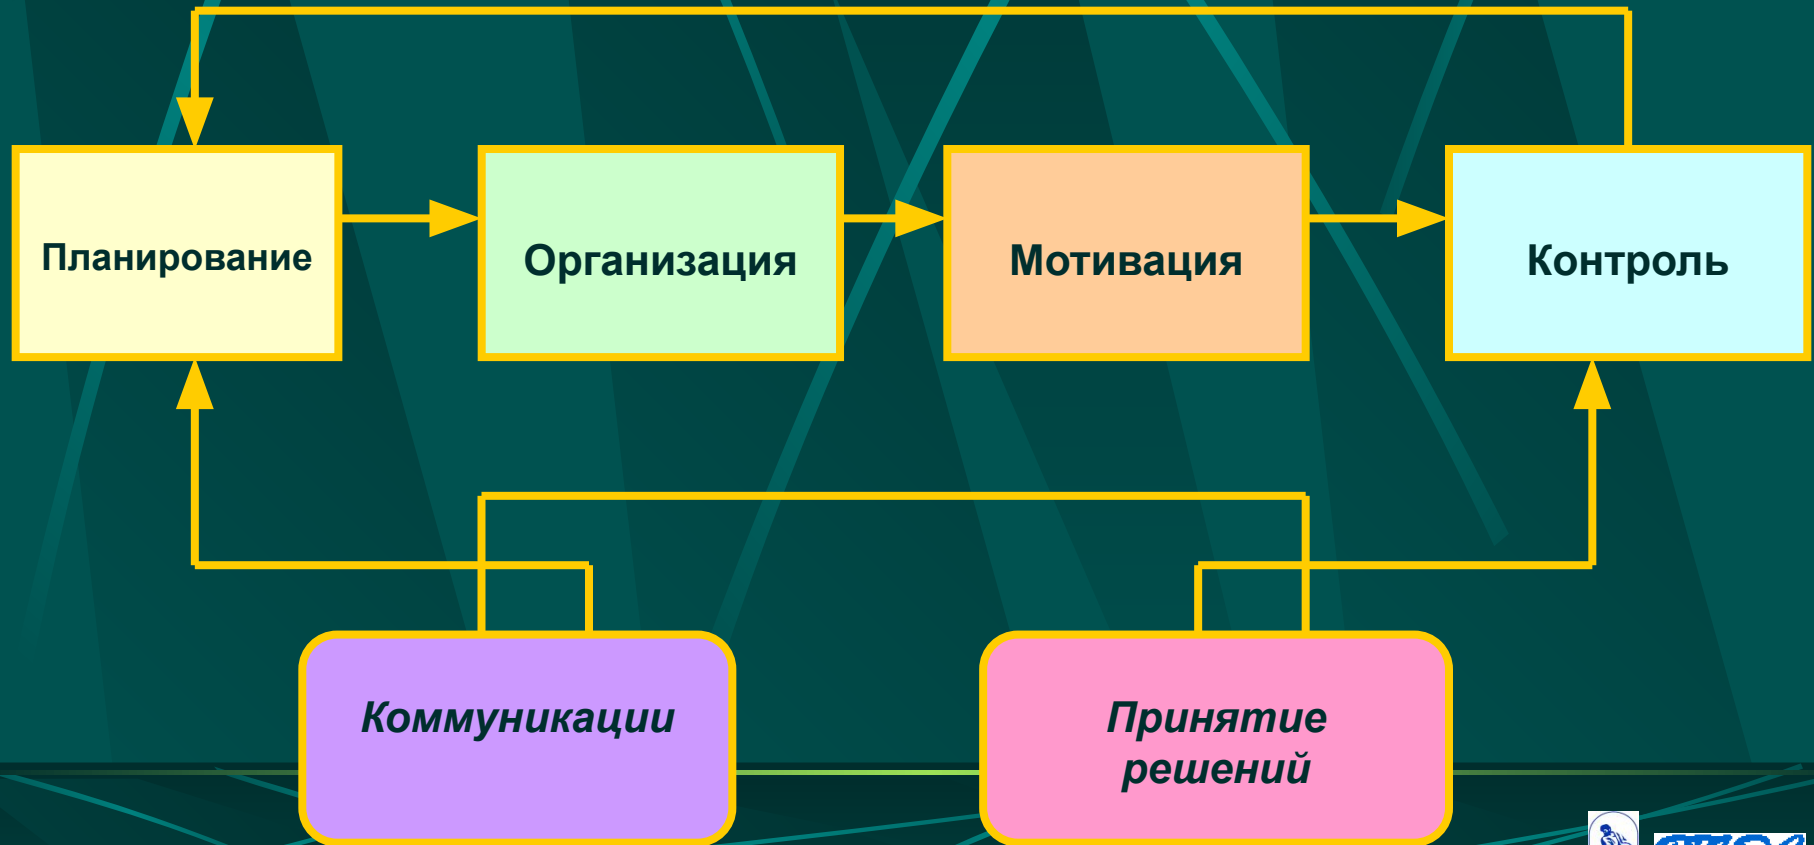 Планирование
Организация
Мотивация
Контроль
Коммуникации
Принятие
решений